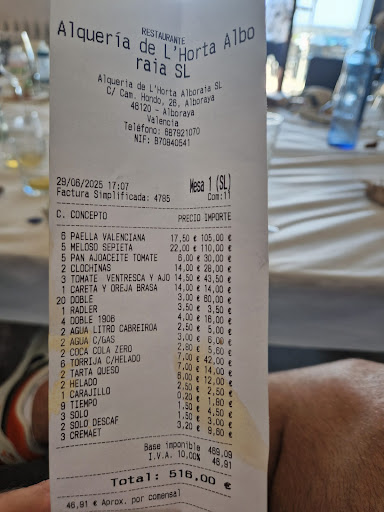 RESTAURANTE
Alquería de L'Horta Albo
raia SL
Alqueria de L'Horta Alboraia SL
C/ Cam. Hondo, 26, Alboraya
46120 - Alboraya
Valencia
Teléfono: 687921070
NIF: B70840541
29/06/2025 17:07 Mesa 1 (SL)
Factura Simplificada: 4795 Com:11
C. CONCEPTO PRECIO IMPORTE
6 PAELLA VALENCIANA 17,50 € 105,00 €
5 MELOSO SEPIETA 22,00 € 110,00 €
5 PAN AJOACEITE TOMATE 6,00 € 30,00 €
2 CLOCHINAS 14,00 € 28,00 €
3 TOMATE VENTRESCA Y AJO 14,50 € 43,50 €
1 CARETA Y OREJA BRASA 14,00 € 14,00 €
20 DOBLE 3,00 € 60,00 €
1 RADLER 3,50 € 3,50 €
4 DOBLE 1906 4,00 € 16,00 €
2 AGUA LITRO CABREIROA 2,50 € 5,00 €
2 AGUA C/GAS 3,00 € 6,00 €
2 COCA COLA ZERO 2,80 € 5,60 €
6 TORRIJA C/HELADO 7,00 € 42,00 €
2 TARTA QUESO 7,00 € 14,00 €
2 HELADO 6,00 € 12,00 €
1 CARAJILLO 2,50 € 2,50 €
9 TIEMPO 0,20 € 1,80 €
3 SOLO 1,50 € 4,50 €
2 SOLO DESCAF 1,50 € 3,00 €
3 CREMAET 3,20 € 9,60 €
Base imponible 469,09
I.V.A. 10,00% 46,91
Total: 516,00 €
46,91 € Aprox. por comensal